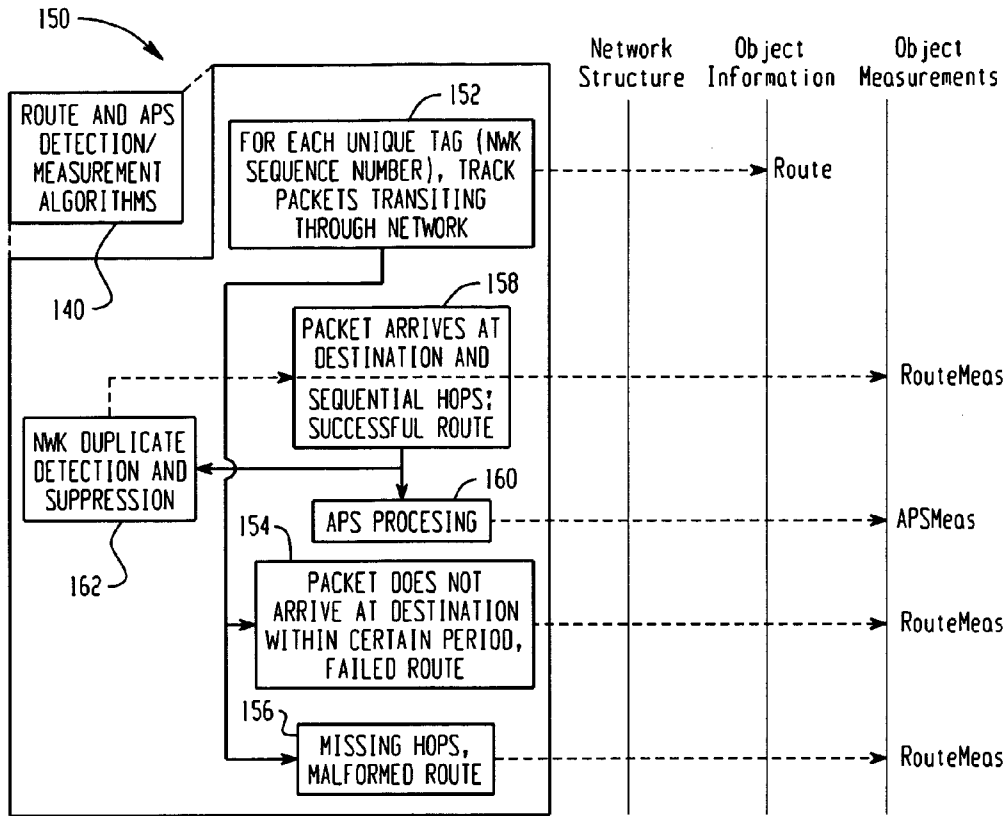 150
Network
Structure
Object
Information
Object
Measurements
ROUTE AND APS
DETECTION/
MEASUREMENT
ALGORITHMS
140
152
FOR EACH UNIQUE TAG (NWK
SEQUENCE NUMBER), TRACK
PACKETS TRANSITING
THROUGH NETWORK
Route
158
PACKET ARRIVES AT
DESTINATION AND
SEQUENTIAL HOPS;
SUCCESSFUL ROUTE
RouteMeas
NWK DUPLICATE
DETECTION AND
SUPPRESSION
162
160
APS PROCESING
APSMeas
154
PACKET DOES NOT
ARRIVE AT DESTINATION
WITHIN CERTAIN PERIOD,
FAILED ROUTE
RouteMeas
156
MISSING HOPS,
MALFORMED ROUTE
RouteMeas